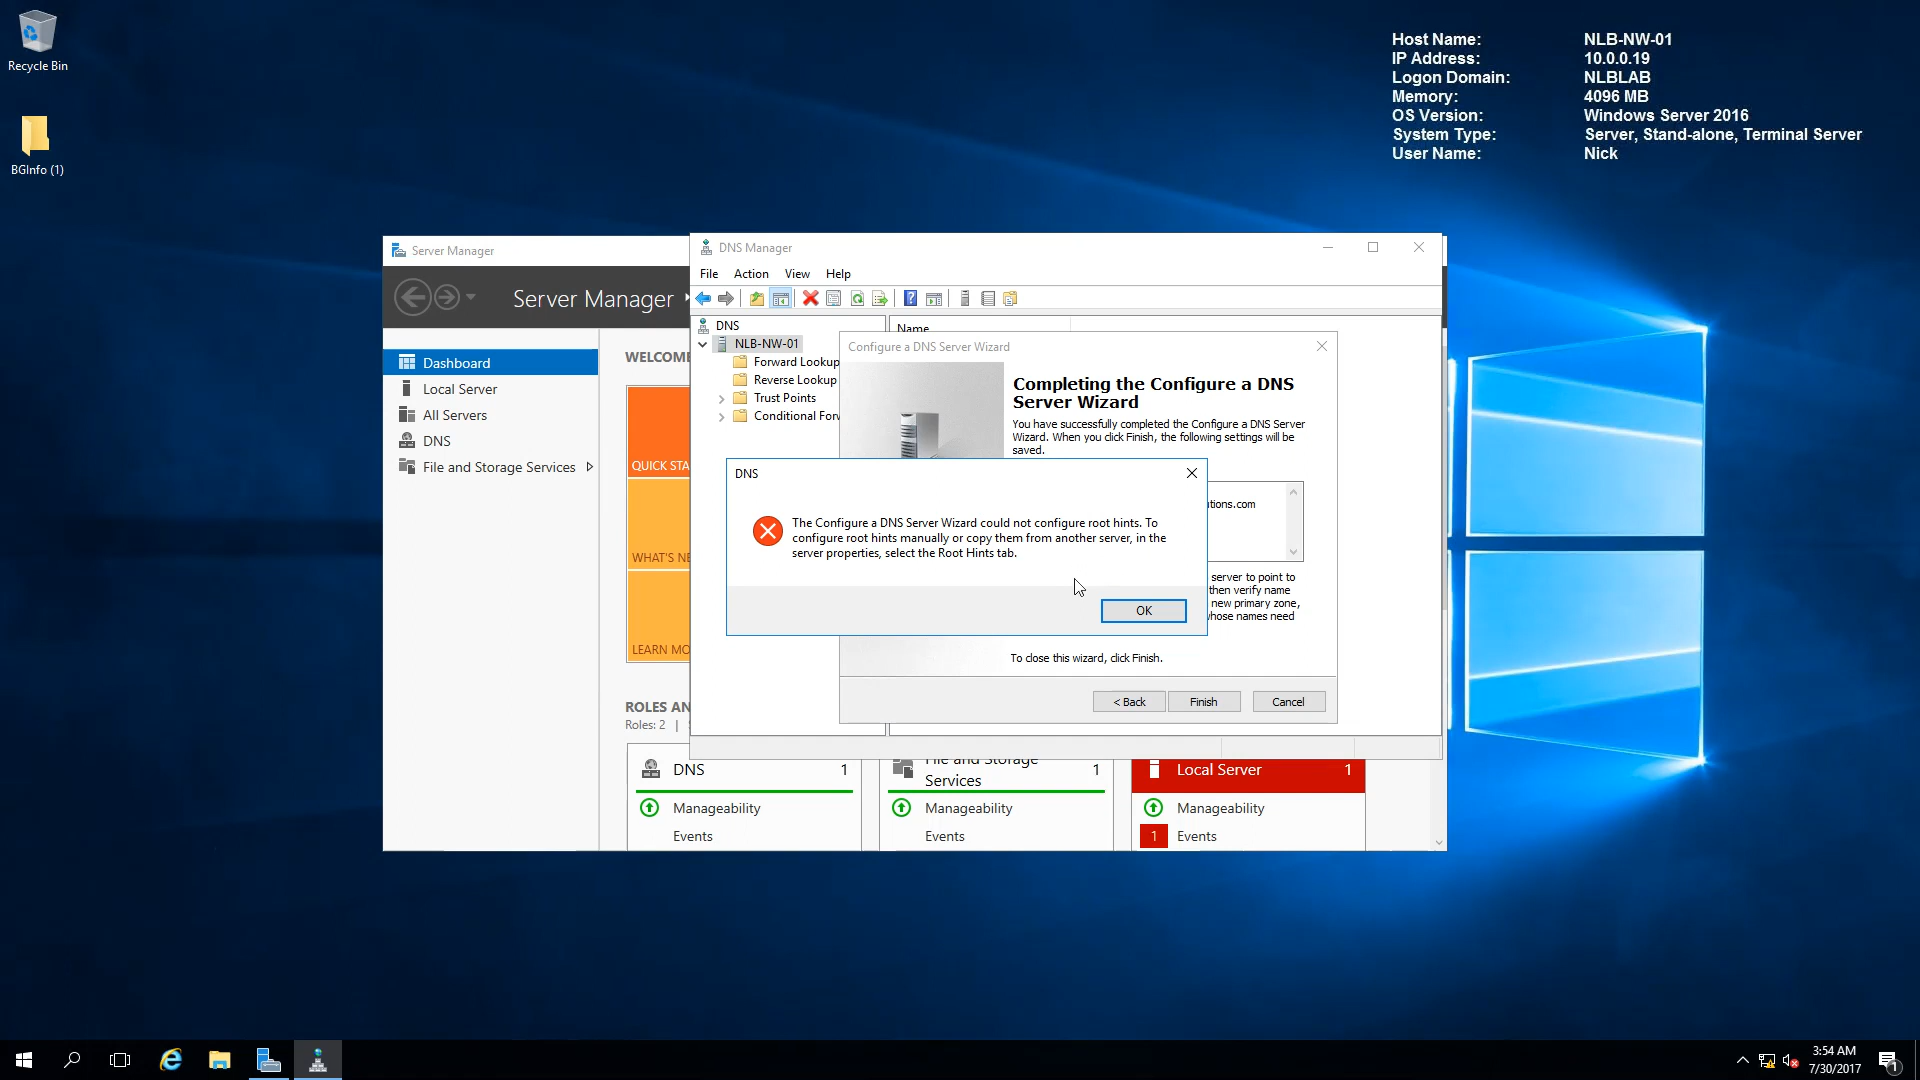 Recycle Bin
BGInfo (1)
Host Name: NLB-NW-01
IP Address: 10.0.0.19
Logon Domain: NLBLAB
Memory: 4096 MB
OS Version: Windows Server 2016
System Type: Server, Stand-alone, Terminal Server
User Name: Nick
Server Manager
Server Manager
Dashboard
Local Server
All Servers
DNS
File and Storage Services
WELCOME
QUICK STA
WHAT'S NE
LEARN MO
ROLES AN
Roles: 2 |
DNS 1
Manageability
Events
File and Storage
Services 1
Manageability
Events
Local Server 1
Manageability
1 Events
DNS Manager
File Action View Help
DNS
NLB-NW-01
Forward Lookup
Reverse Lookup
Trust Points
Conditional Forw
Name
Configure a DNS Server Wizard
Completing the Configure a DNS
Server Wizard
You have successfully completed the Configure a DNS Server
Wizard. When you click Finish, the following settings will be
saved.
utions.com
server to point to
then verify name
new primary zone,
whose names need
To close this wizard, click Finish.
< Back Finish Cancel
DNS
The Configure a DNS Server Wizard could not configure root hints. To
configure root hints manually or copy them from another server, in the
server properties, select the Root Hints tab.
OK
3:54 AM
7/30/2017
1